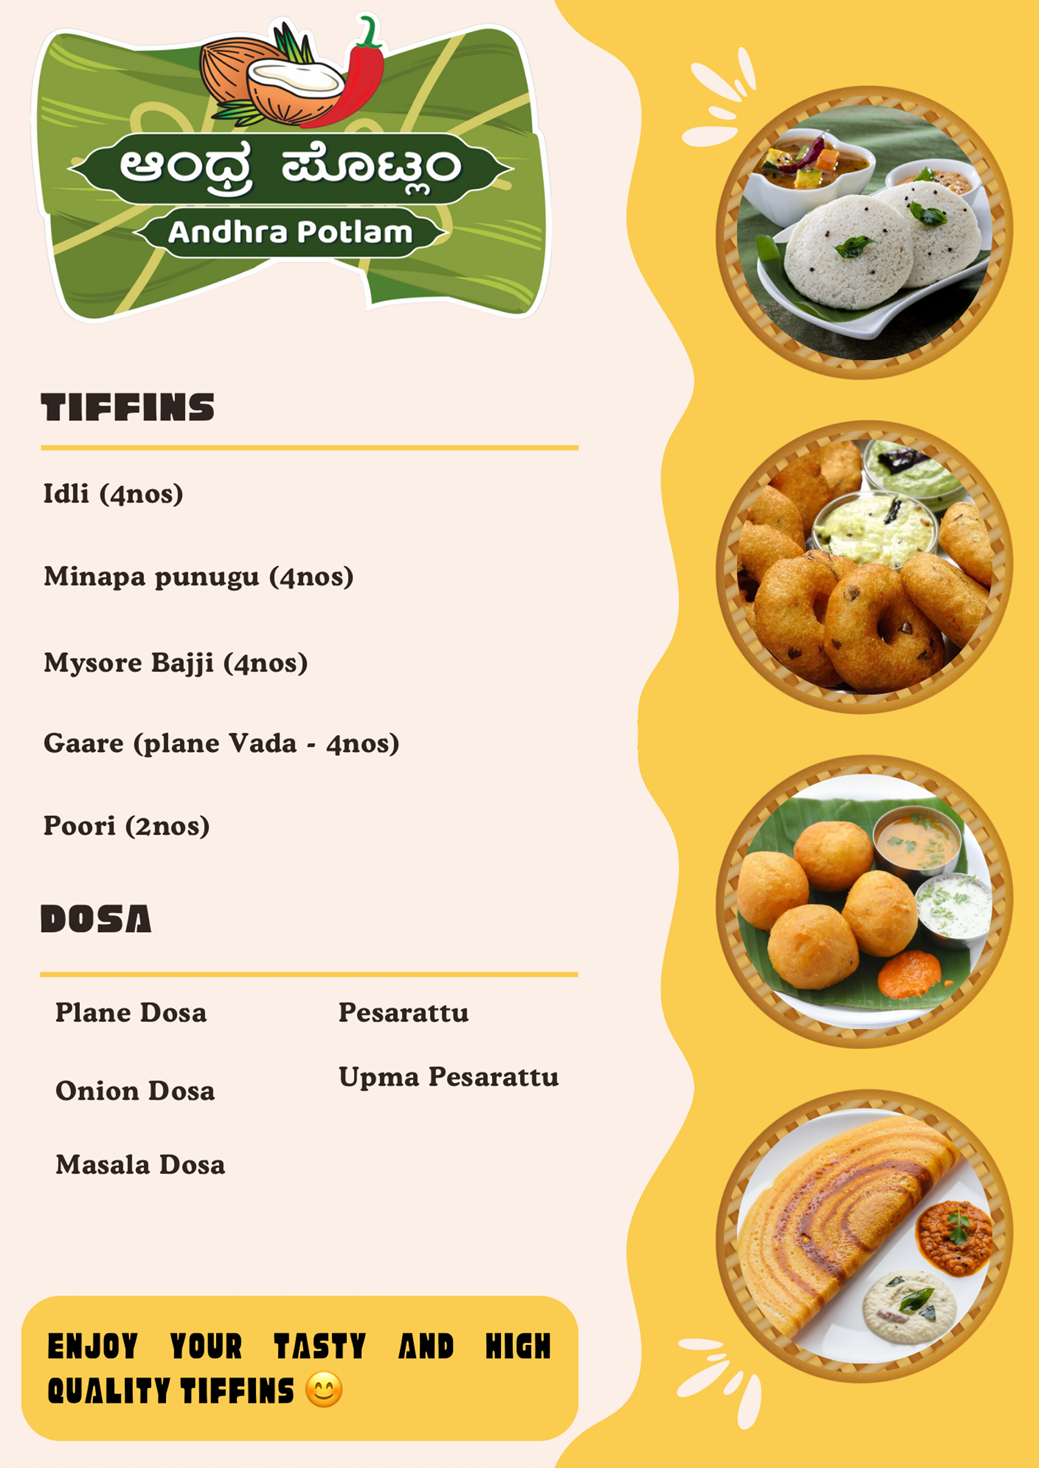 ಆಂಧ್ರ ಪೊಟ್ಲಂ
Andhra Potlam
TIFFINS
Idli (4nos)
Minapa punugu (4nos)
Mysore Bajji (4nos)
Gaare (plane Vada - 4nos)
Poori (2nos)
DOSA
Plane Dosa
Onion Dosa
Masala Dosa
Pesarattu
Upma Pesarattu
ENJOY YOUR TASTY AND HIGH
QUALITY TIFFINS 😊